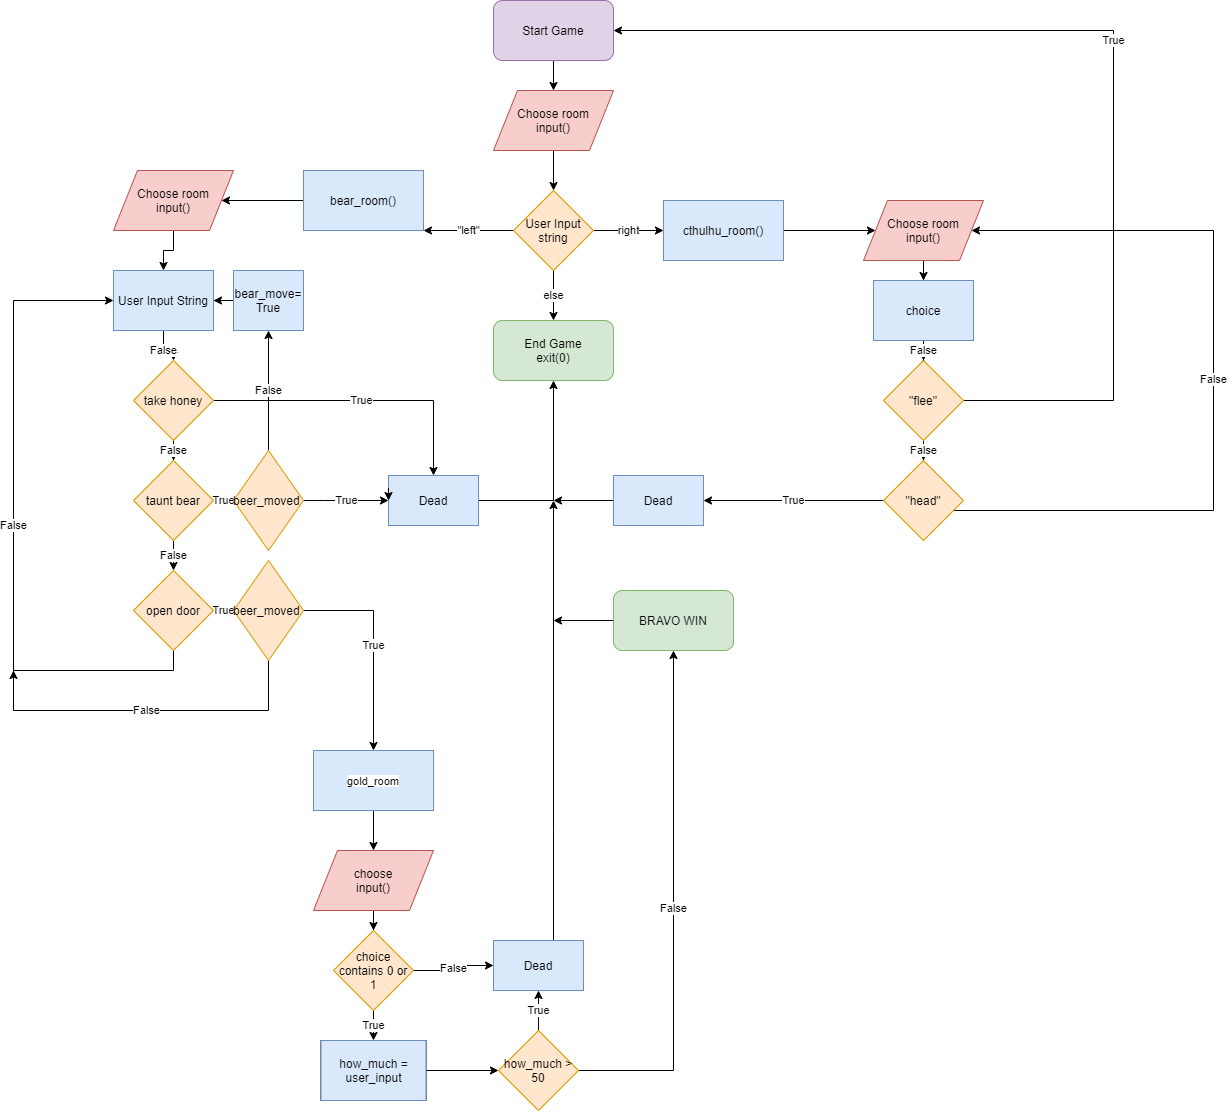 Start Game
True
Choose room
input()
Choose room
input()
bear_room()
User Input
string
"left"
right
cthulhu_room()
Choose room
input()
else
User Input String
bear_move=
True
choice
End Game
exit(0)
False
False
False
False
take honey
True
"flee"
False
False
taunt bear
True
beer_moved
True
Dead
Dead
True
"head"
False
False
open door
True
beer_moved
BRAVO WIN
True
False
gold_room
choose
input()
False
choice
contains 0 or
1
False
Dead
True
True
how_much =
user_input
how_much >
50